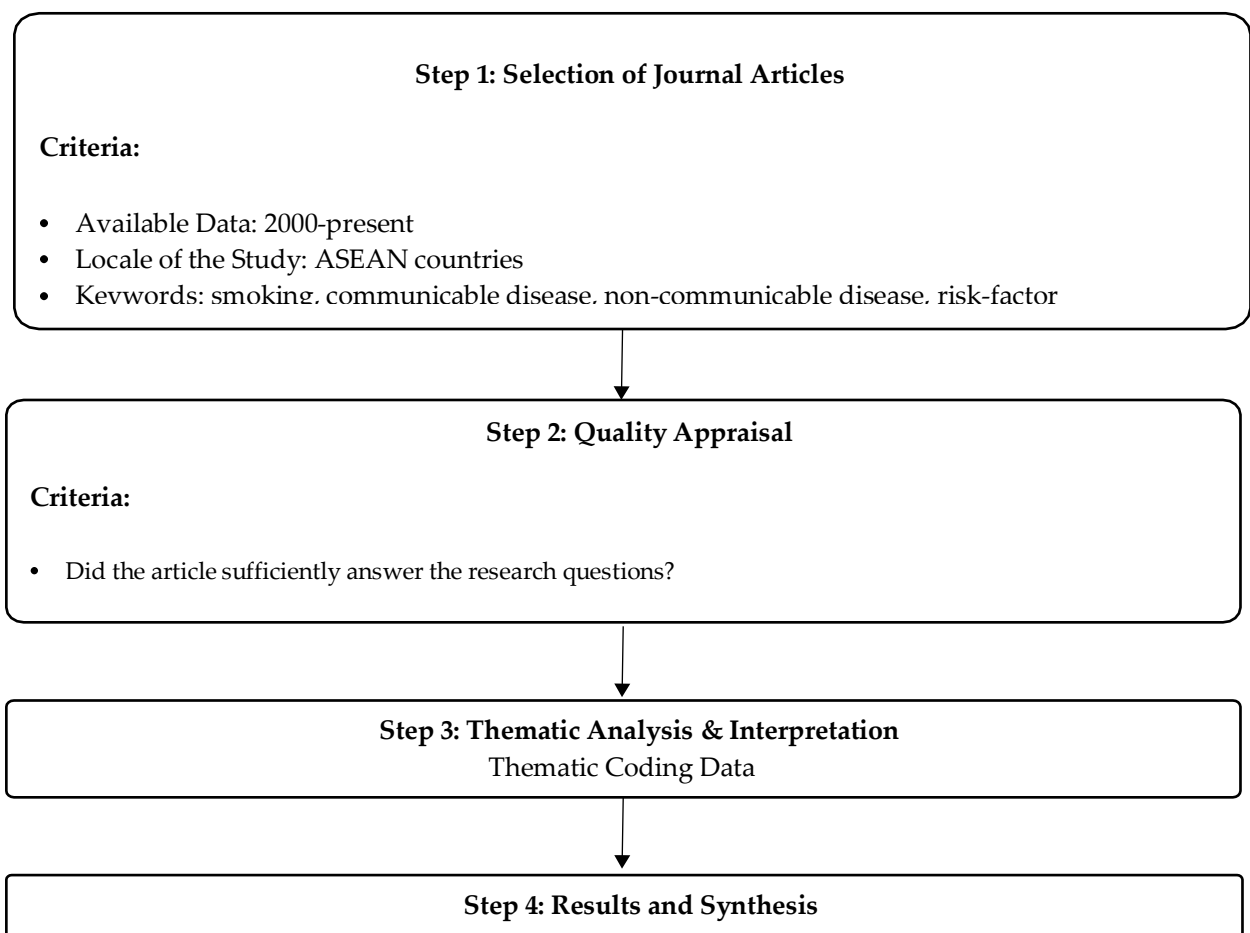 Step 1: Selection of Journal Articles
Criteria:
• Available Data: 2000-present
• Locale of the Study: ASEAN countries
• Keywords: smoking, communicable disease, non-communicable disease, risk-factor
Step 2: Quality Appraisal
Criteria:
• Did the article sufficiently answer the research questions?
Step 3: Thematic Analysis & Interpretation
Thematic Coding Data
Step 4: Results and Synthesis